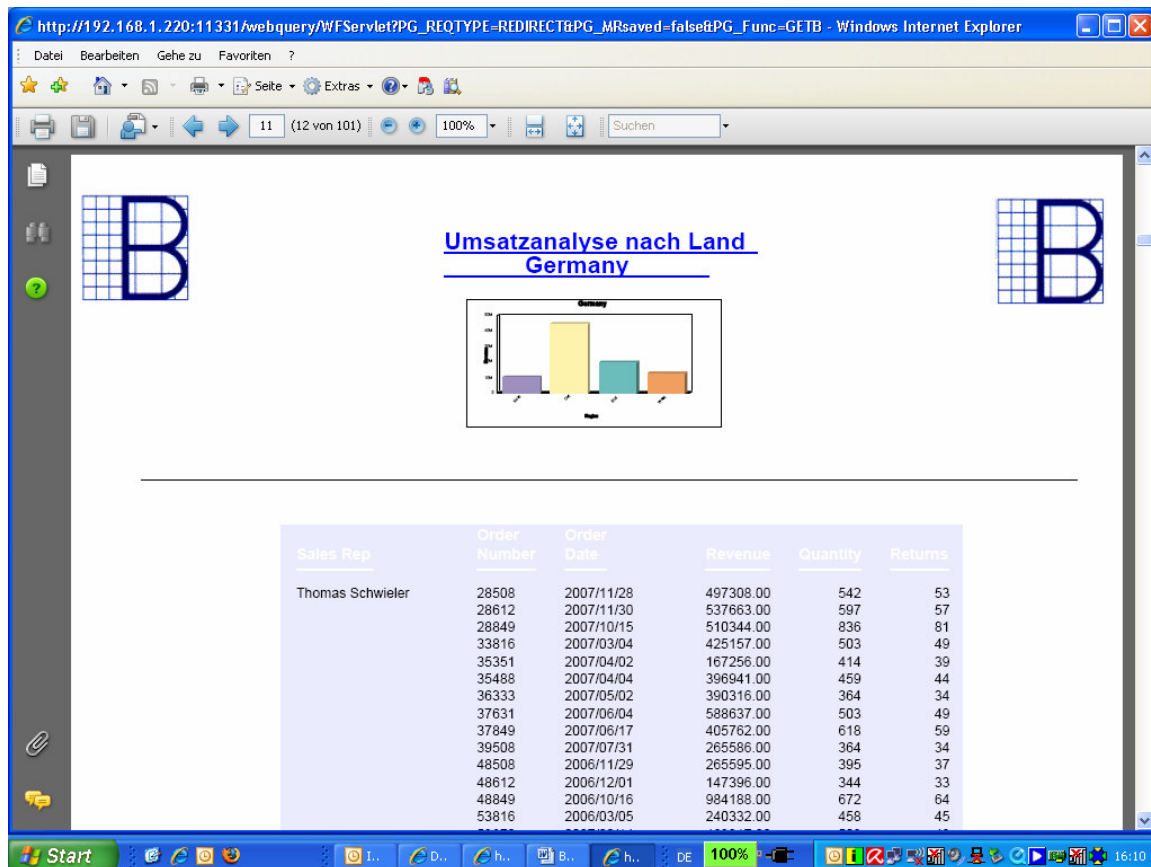 http://192.168.1.220:11331/webquery/WFServlet?PG_REQTYPE=REDIRECT&PG_MRsaved=false&PG_Func=GETB - Windows Internet Explorer
Datei Bearbeiten Gehe zu Favoriten ?
Seite Extras
11 (12 von 101) 100% Suchen
B B
Umsatzanalyse nach Land
Germany
Germany
Region
Order Order
Sales Rep Number Date Revenue Quantity Returns
Thomas Schwieler 28508 2007/11/28 497308.00 542 53
28612 2007/11/30 537663.00 597 57
28849 2007/10/15 510344.00 836 81
33816 2007/03/04 425157.00 503 49
35351 2007/04/02 167256.00 414 39
35488 2007/04/04 396941.00 459 44
36333 2007/05/02 390316.00 364 34
37631 2007/06/04 588637.00 503 49
37849 2007/06/17 405762.00 618 59
39508 2007/07/31 265586.00 364 34
48508 2006/11/29 265595.00 395 37
48612 2006/12/01 147396.00 344 33
48849 2006/10/16 984188.00 672 64
53816 2006/03/05 240332.00 458 45
Start I.. D.. h.. B.. h.. DE 100% 16:10